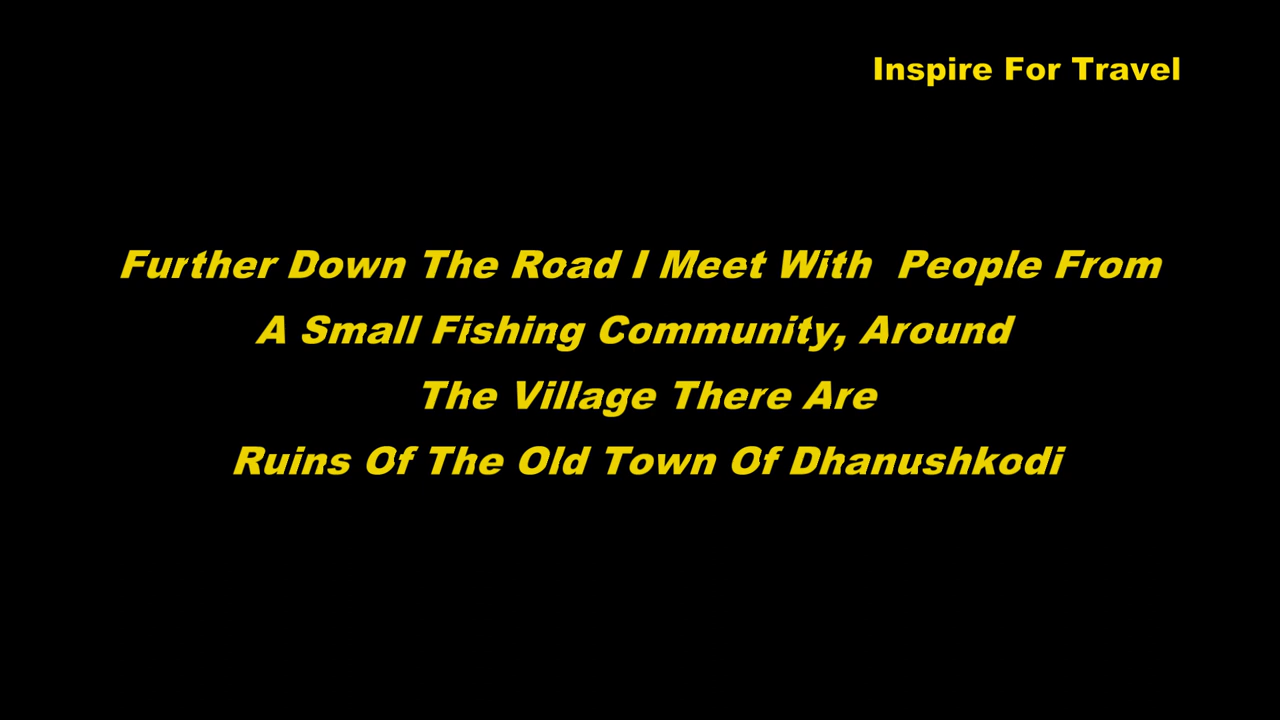 Inspire For Travel
Further Down The Road I Meet With  People From
A Small Fishing Community, Around
The Village There Are
Ruins Of The Old Town Of Dhanushkodi